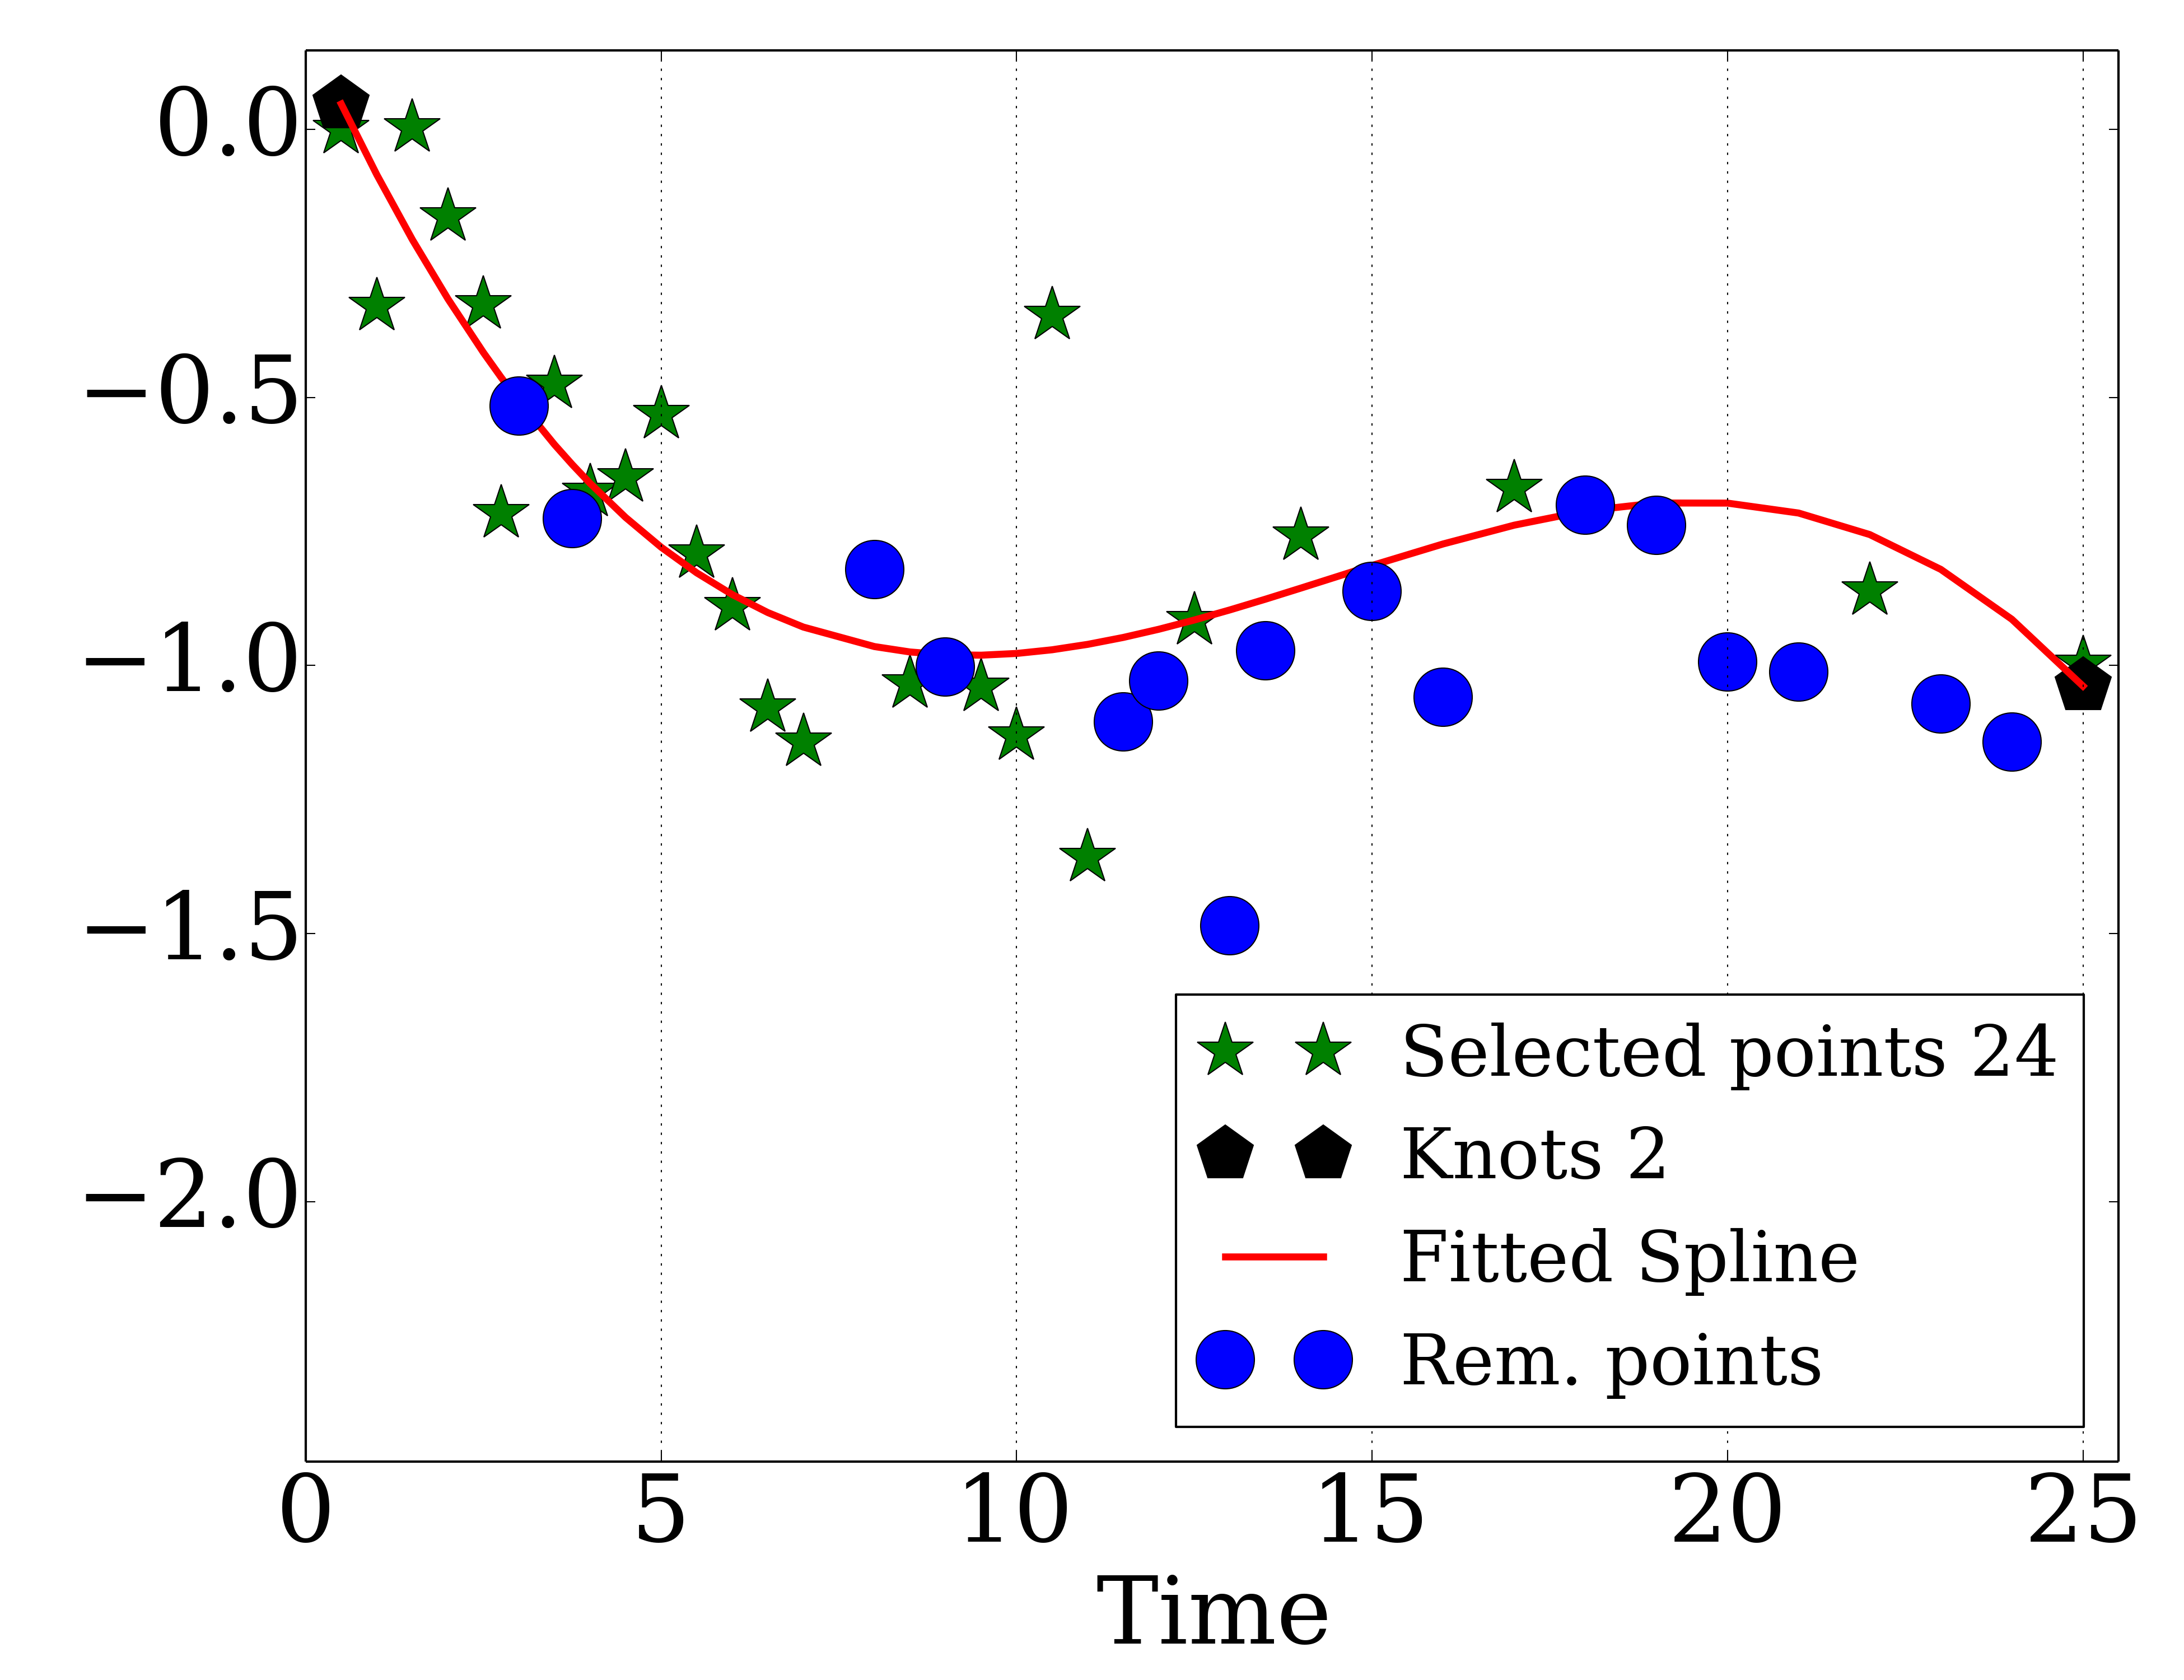 0.0
−0.5
−1.0
−1.5
−2.0
Selected points 24
Knots 2
Fitted Spline
Rem. points
0 5 10 15 20 25
Time